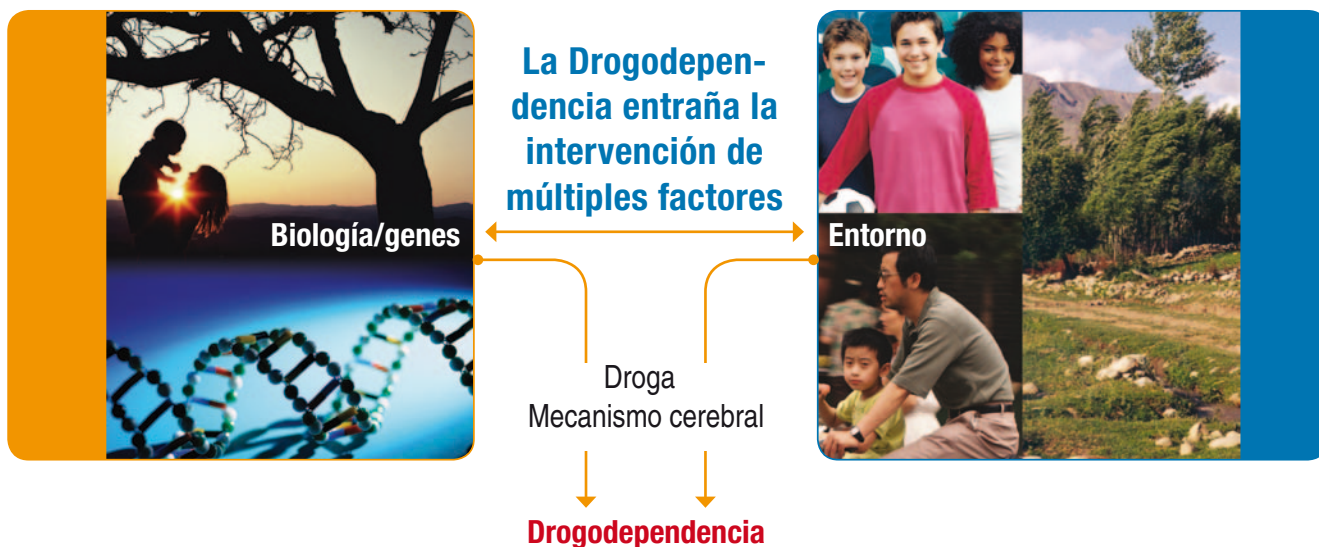 La Drogodepen-
dencia entraña la
intervención de
múltiples factores
Biología/genes
Entorno
Droga
Mecanismo cerebral
Drogodependencia